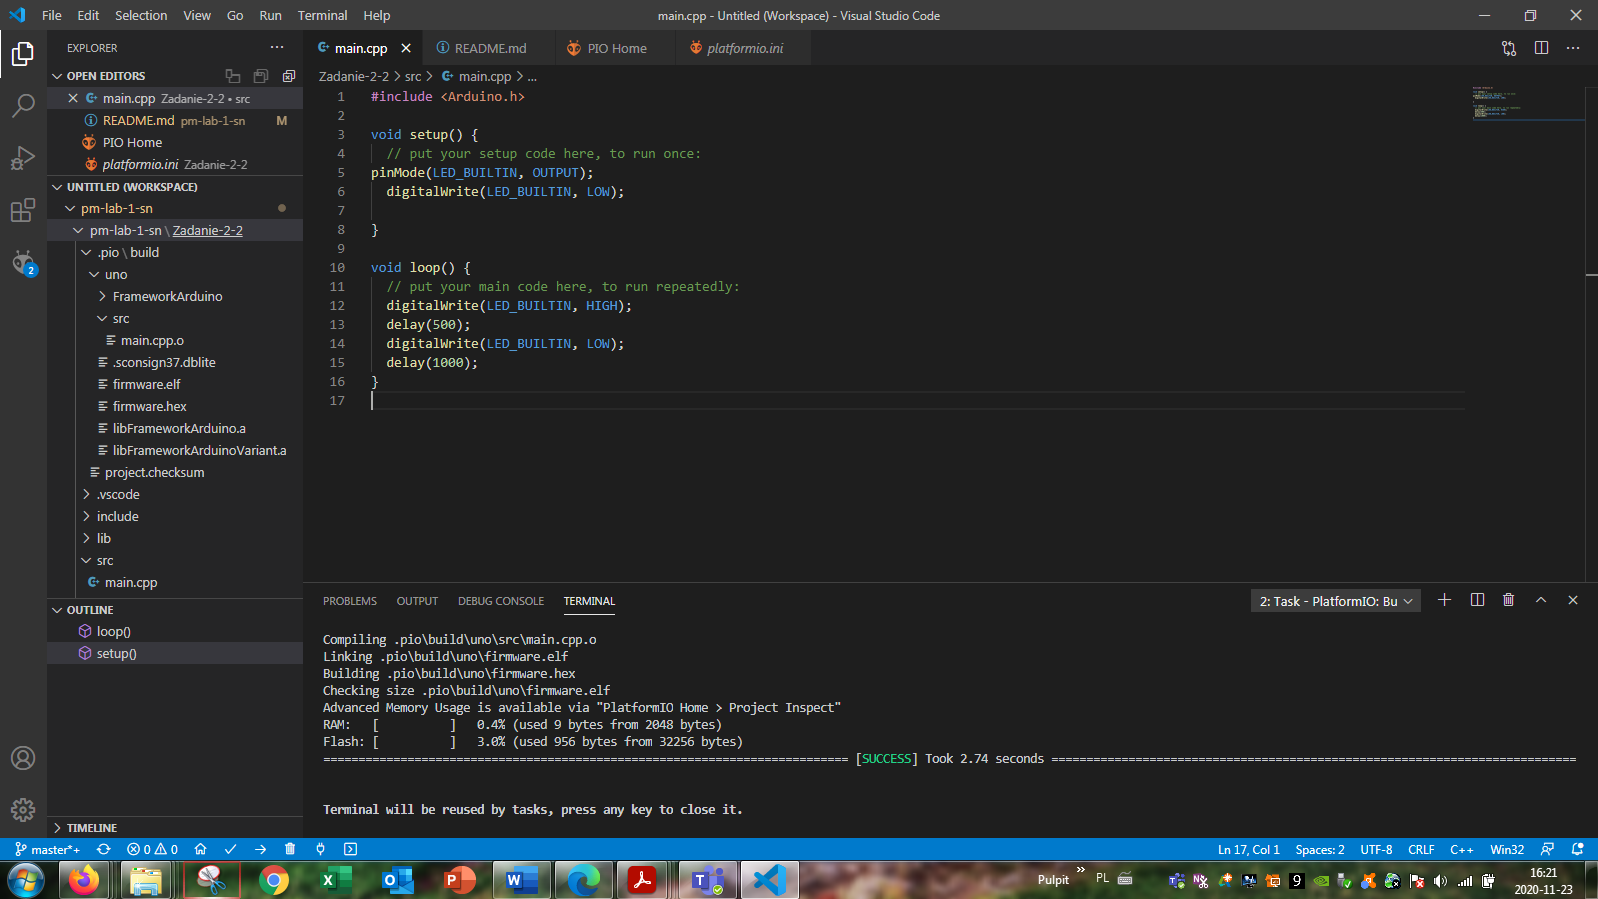 File Edit Selection View Go Run Terminal Help
main.cpp - Untitled (Workspace) - Visual Studio Code
EXPLORER
OPEN EDITORS
main.cpp Zadanie-2-2 • src
README.md pm-lab-1-sn M
PIO Home
platformio.ini Zadanie-2-2
UNTITLED (WORKSPACE)
pm-lab-1-sn
pm-lab-1-sn \ Zadanie-2-2
.pio \ build
uno
FrameworkArduino
src
main.cpp.o
.sconsign37.dblite
firmware.elf
firmware.hex
libFrameworkArduino.a
libFrameworkArduinoVariant.a
project.checksum
.vscode
include
lib
src
main.cpp
OUTLINE
loop()
setup()
TIMELINE
2
main.cpp README.md PIO Home platformio.ini
Zadanie-2-2 > src > main.cpp > ...
1 #include <Arduino.h>
2
3 void setup() {
4 // put your setup code here, to run once:
5 pinMode(LED_BUILTIN, OUTPUT);
6 digitalWrite(LED_BUILTIN, LOW);
7
8 }
9
10 void loop() {
11 // put your main code here, to run repeatedly:
12 digitalWrite(LED_BUILTIN, HIGH);
13 delay(500);
14 digitalWrite(LED_BUILTIN, LOW);
15 delay(1000);
16 }
17
PROBLEMS OUTPUT DEBUG CONSOLE TERMINAL
2: Task - PlatformIO: Bu
Compiling .pio\build\uno\src\main.cpp.o
Linking .pio\build\uno\firmware.elf
Building .pio\build\uno\firmware.hex
Checking size .pio\build\uno\firmware.elf
Advanced Memory Usage is available via "PlatformIO Home > Project Inspect"
RAM: [          ] 0.4% (used 9 bytes from 2048 bytes)
Flash: [          ] 3.0% (used 956 bytes from 32256 bytes)
=========================================================================== [SUCCESS] Took 2.74 seconds ===========================================================================
Terminal will be reused by tasks, press any key to close it.
master*+ 0 0
Ln 17, Col 1 Spaces: 2 UTF-8 CRLF C++ Win32
Pulpit » PL 9
16:21
2020-11-23